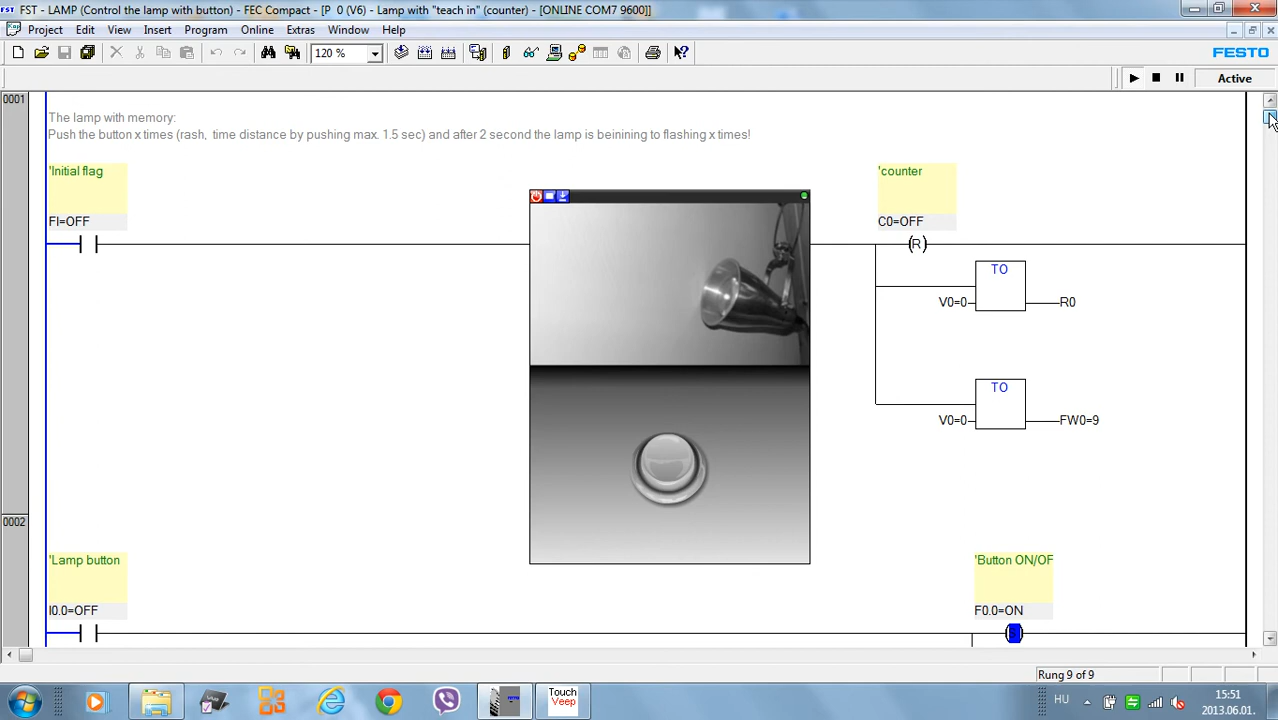 FST - LAMP (Control the lamp with button) - FEC Compact - [P  0 (V6) - Lamp with "teach in" (counter) - [ONLINE COM7 9600]]
Project Edit View Insert Program Online Extras Window Help
120 %
FESTO
Active
0001
The lamp with memory:
Push the button x times (rash, time distance by pushing max. 1.5 sec) and after 2 second the lamp is beinining to flashing x times!
'Initial flag
'counter
FI=OFF
C0=OFF
(R)
TO
V0=0
R0
TO
V0=0
FW0=9
0002
'Lamp button
'Button ON/OF
I0.0=OFF
F0.0=ON
Rung 9 of 9
Touch
Veep
HU
15:51
2013.06.01.